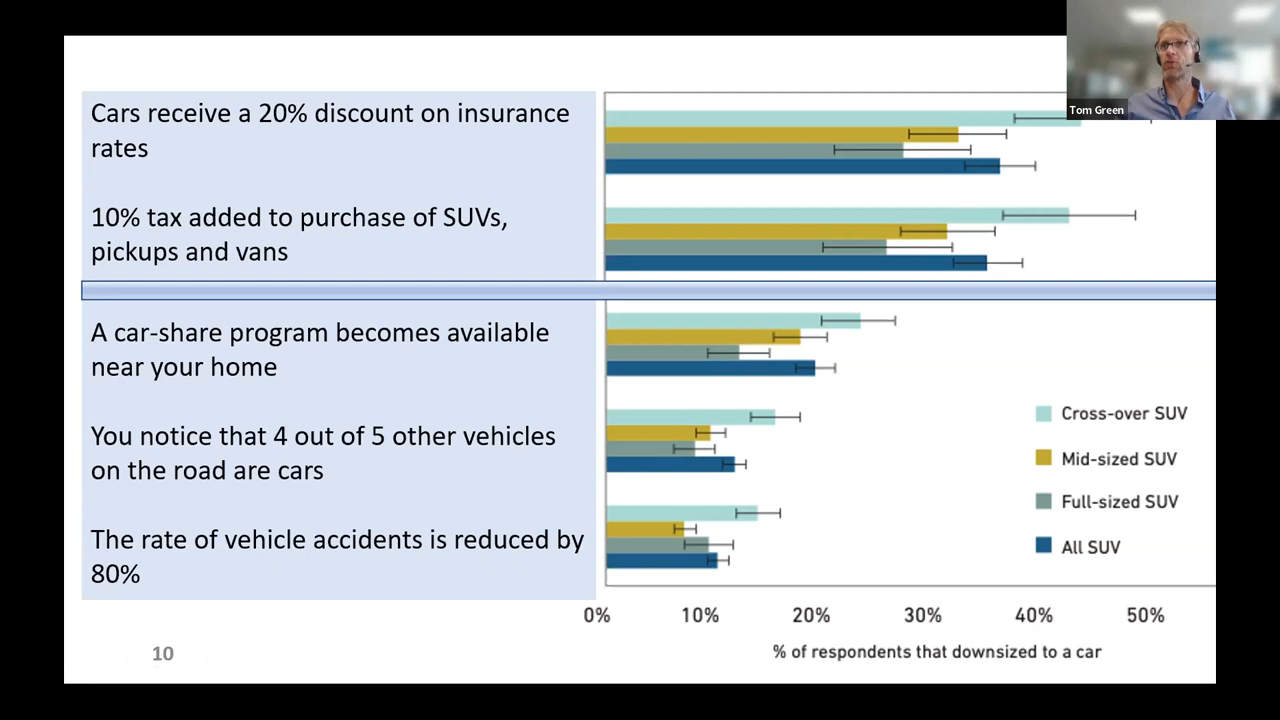 Tom Green
Cars receive a 20% discount on insurance
rates
10% tax added to purchase of SUVs,
pickups and vans
A car-share program becomes available
near your home
You notice that 4 out of 5 other vehicles
on the road are cars
The rate of vehicle accidents is reduced by
80%
Cross-over SUV
Mid-sized SUV
Full-sized SUV
All SUV
0% 10% 20% 30% 40% 50%
% of respondents that downsized to a car
10